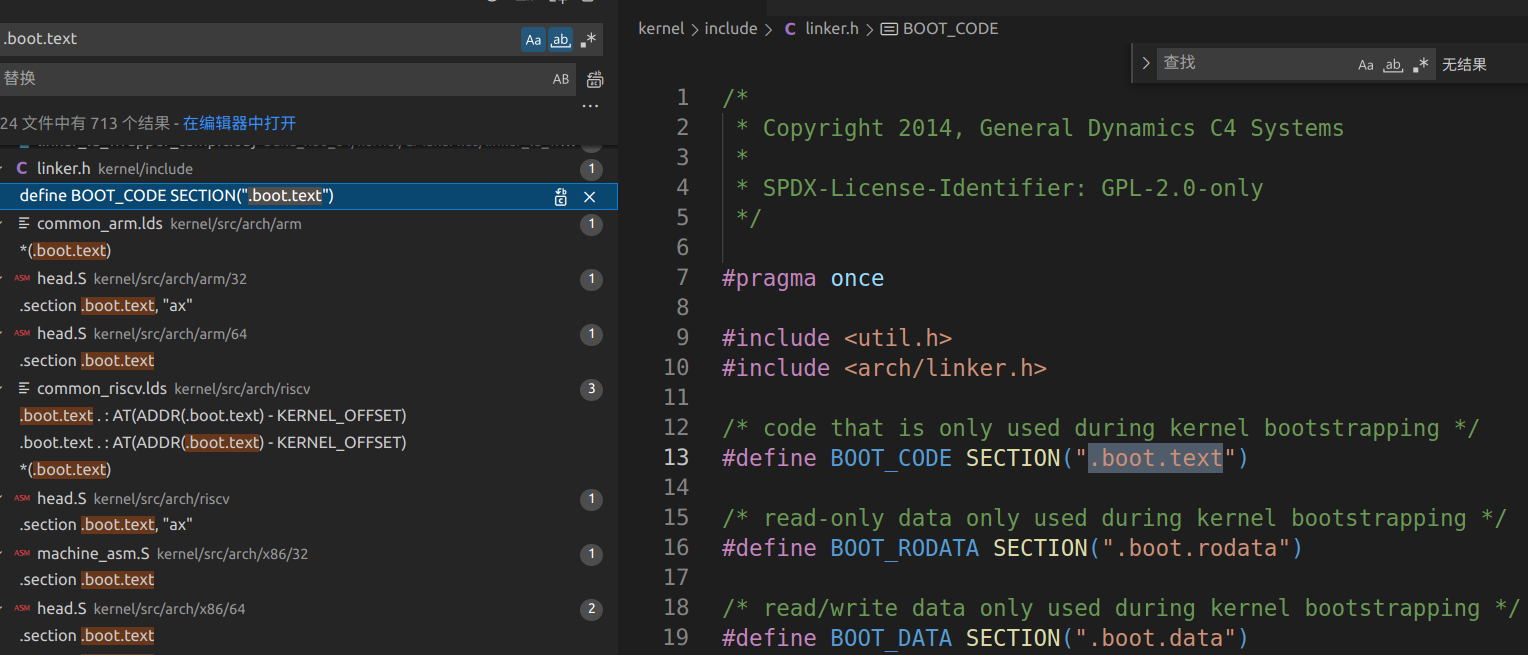 .boot.text
Aa ab, .*
替换
AB
...
24 文件中有 713 个结果 - 在编辑器中打开
C linker.h kernel/include 1
define BOOT_CODE SECTION(".boot.text")
common_arm.lds kernel/src/arch/arm 1
*(.boot.text)
ASM head.S kernel/src/arch/arm/32 1
.section .boot.text, "ax"
ASM head.S kernel/src/arch/arm/64 1
.section .boot.text
common_riscv.lds kernel/src/arch/riscv 3
.boot.text . : AT(ADDR(.boot.text) - KERNEL_OFFSET)
.boot.text . : AT(ADDR(.boot.text) - KERNEL_OFFSET)
*(.boot.text)
ASM head.S kernel/src/arch/riscv 1
.section .boot.text, "ax"
ASM machine_asm.S kernel/src/arch/x86/32 1
.section .boot.text
ASM head.S kernel/src/arch/x86/64 2
.section .boot.text
kernel > include > C linker.h > BOOT_CODE
> 查找 Aa ab, .* 无结果
1 /*
2 * Copyright 2014, General Dynamics C4 Systems
3 *
4 * SPDX-License-Identifier: GPL-2.0-only
5 */
6
7 #pragma once
8
9 #include <util.h>
10 #include <arch/linker.h>
11
12 /* code that is only used during kernel bootstrapping */
13 #define BOOT_CODE SECTION(".boot.text")
14
15 /* read-only data only used during kernel bootstrapping */
16 #define BOOT_RODATA SECTION(".boot.rodata")
17
18 /* read/write data only used during kernel bootstrapping */
19 #define BOOT_DATA SECTION(".boot.data")